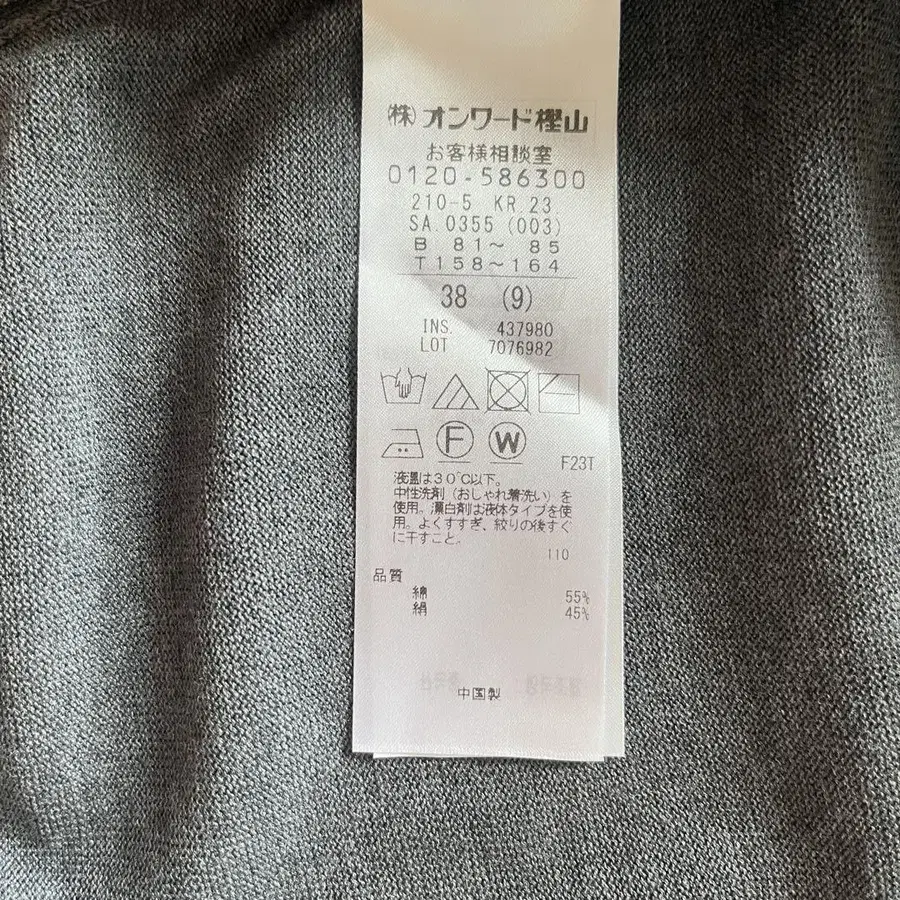 ㈱オンワード樫山
お客様相談室
0120-586300
210-5 KR 23
SA.0355 (003)
B 81～ 85
T158～164
38 (9)
INS. 437980
LOT 7076982
F W
F23T
液温は30℃以下。
中性洗剤（おしゃれ着洗い）を
使用。漂白剤は液体タイプを使
用。よくすすぎ、絞りの後すぐ
に干すこと。
110
品質
綿 55%
絹 45%
中国製